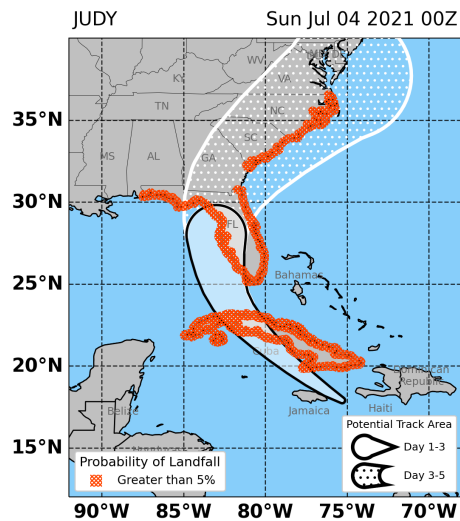 JUDY
Sun Jul 04 2021 00Z
WV
KY
VA
TN
NC
SC
MS
AL
GA
FL
Bahamas
Cuba
Dominican
Republic
Haiti
Jamaica
Belize
35°N
30°N
25°N
20°N
15°N
90°W
85°W
80°W
75°W
70°W
Probability of Landfall
Greater than 5%
Potential Track Area
Day 1-3
Day 3-5